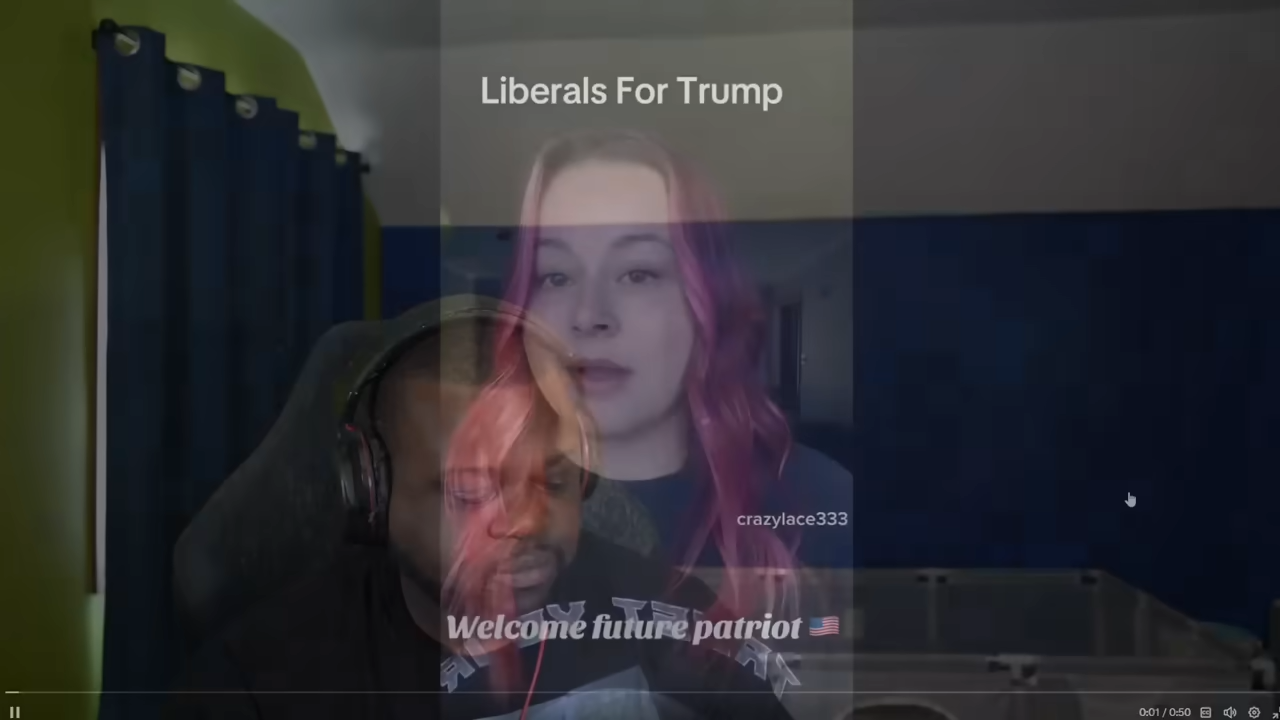 Liberals For Trump
crazylace333
Welcome future patriot 🇺🇸
0:01 / 0:50